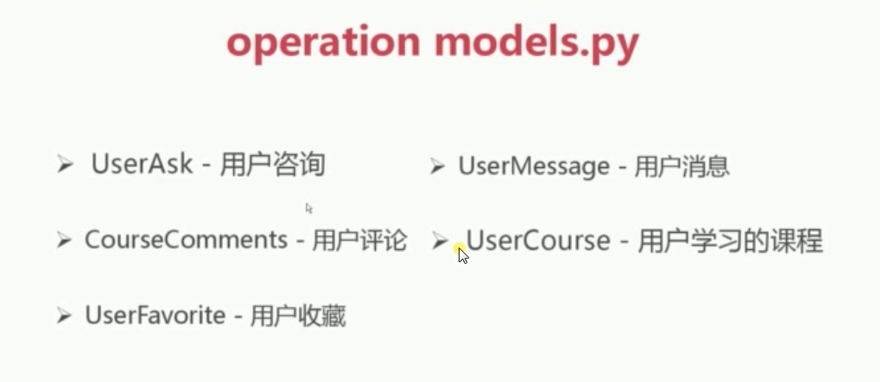 operation models.py
➢ UserAsk - 用户咨询
➢ UserMessage - 用户消息
➢ CourseComments - 用户评论
➢ UserCourse - 用户学习的课程
➢ UserFavorite - 用户收藏